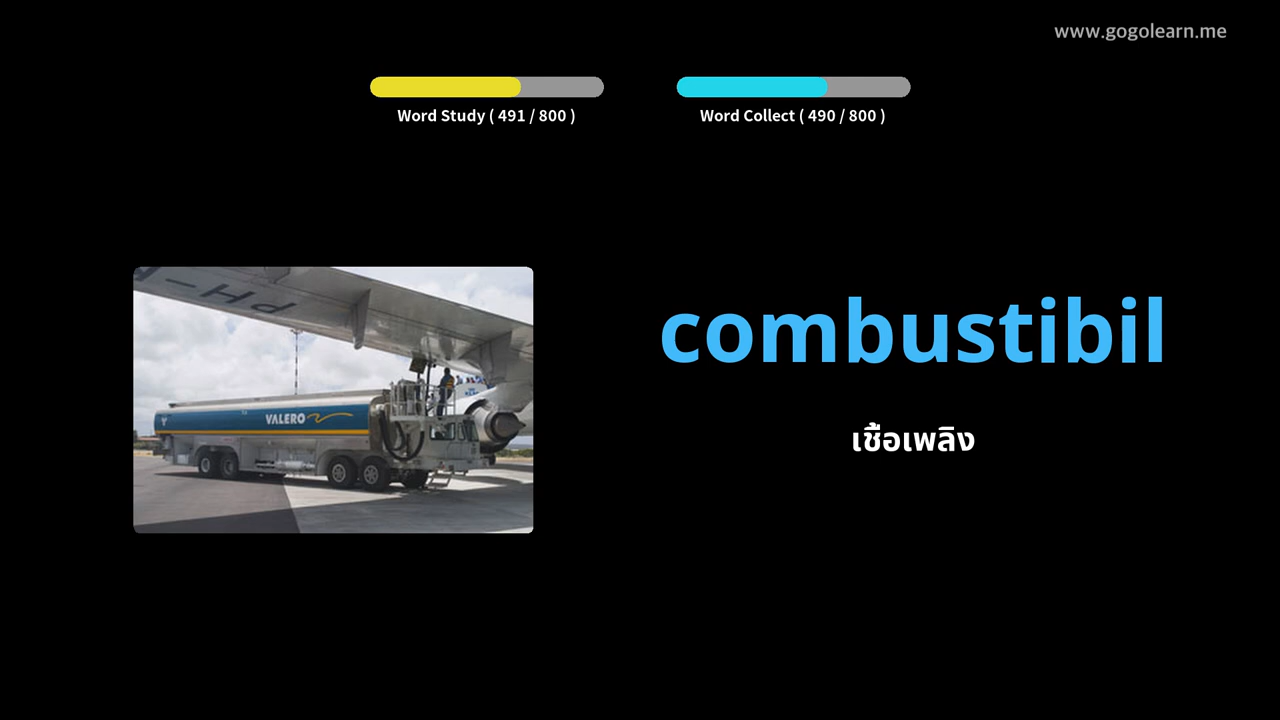 www.gogolearn.me
Word Study ( 491 / 800 )
Word Collect ( 490 / 800 )
PH-
VALERO
combustibil
เชื้อเพลิง